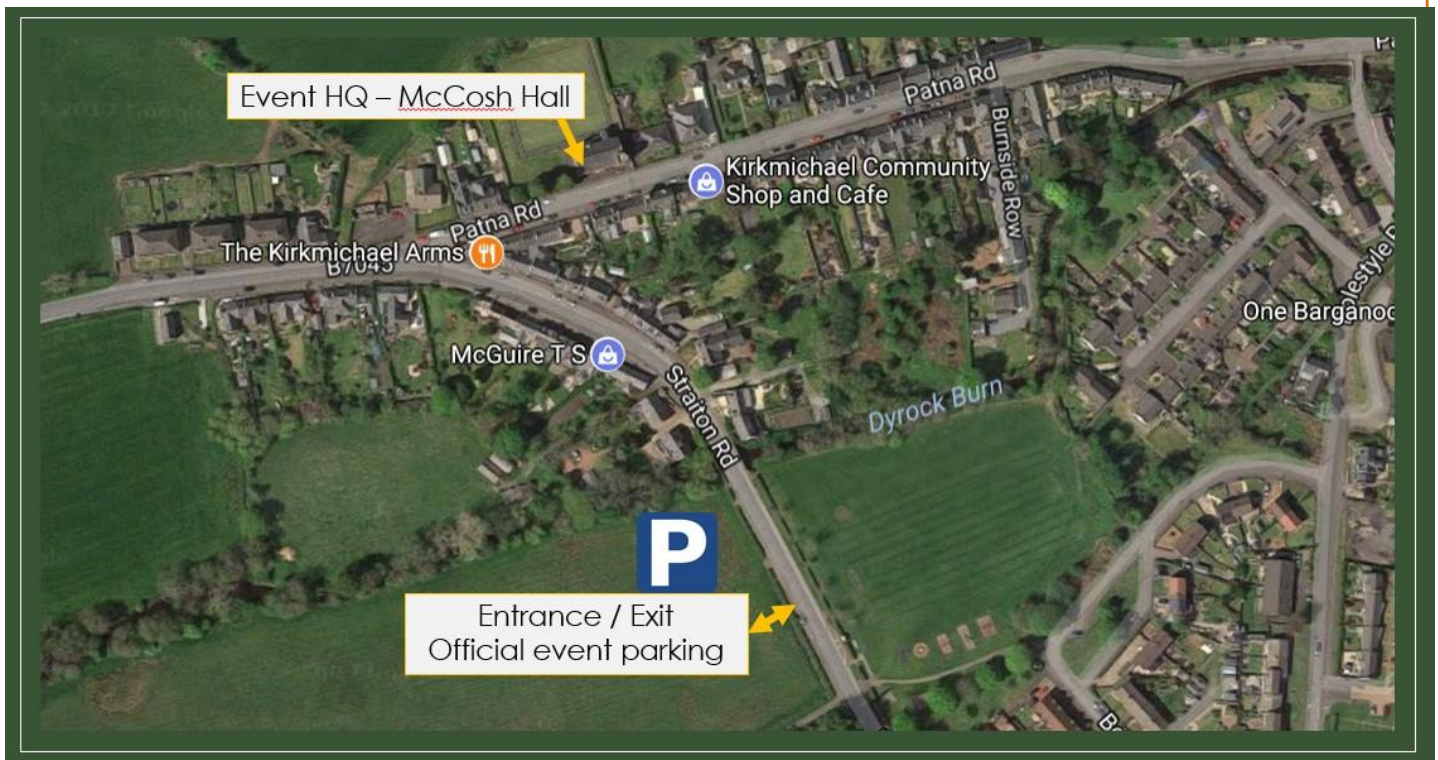 Patna Rd
Event HQ – McCosh Hall
Burnside Row
Kirkmichael Community
Shop and Cafe
Patna Rd
The Kirkmichael Arms
B7045
One Barganoc
McGuire T S
Straiton Rd
Dyrock Burn
P
Entrance / Exit
Official event parking